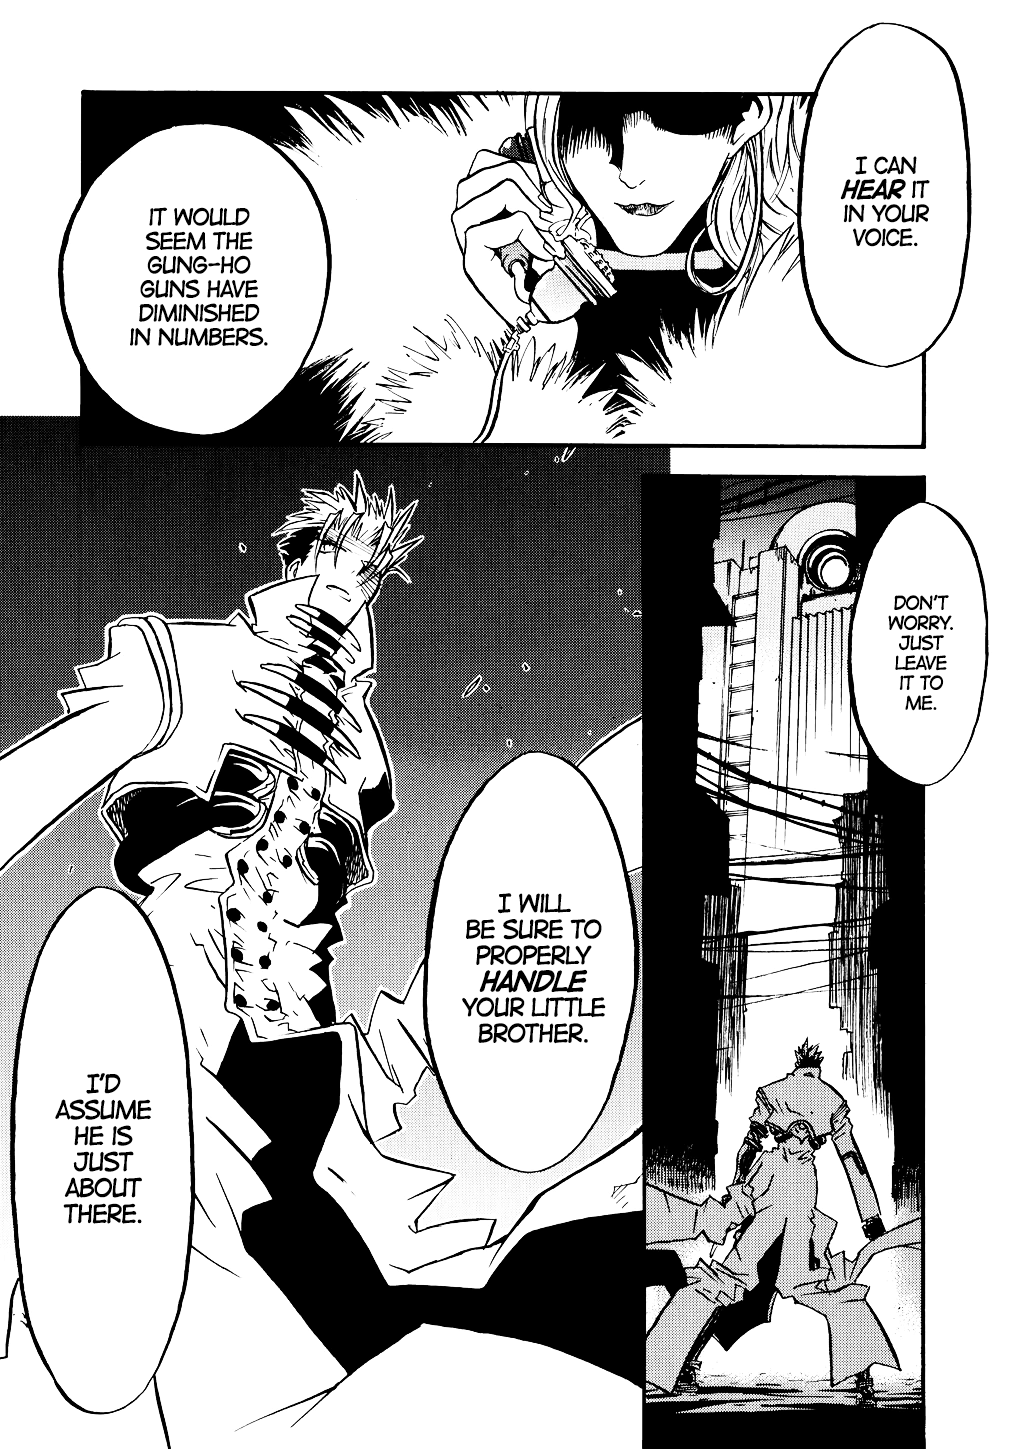 I CAN
HEAR IT
IN YOUR
VOICE.
IT WOULD
SEEM THE
GUNG-HO
GUNS HAVE
DIMINISHED
IN NUMBERS.
DON'T
WORRY.
JUST
LEAVE
IT TO
ME.
I WILL
BE SURE TO
PROPERLY
HANDLE
YOUR LITTLE
BROTHER.
I'D
ASSUME
HE IS
JUST
ABOUT
THERE.